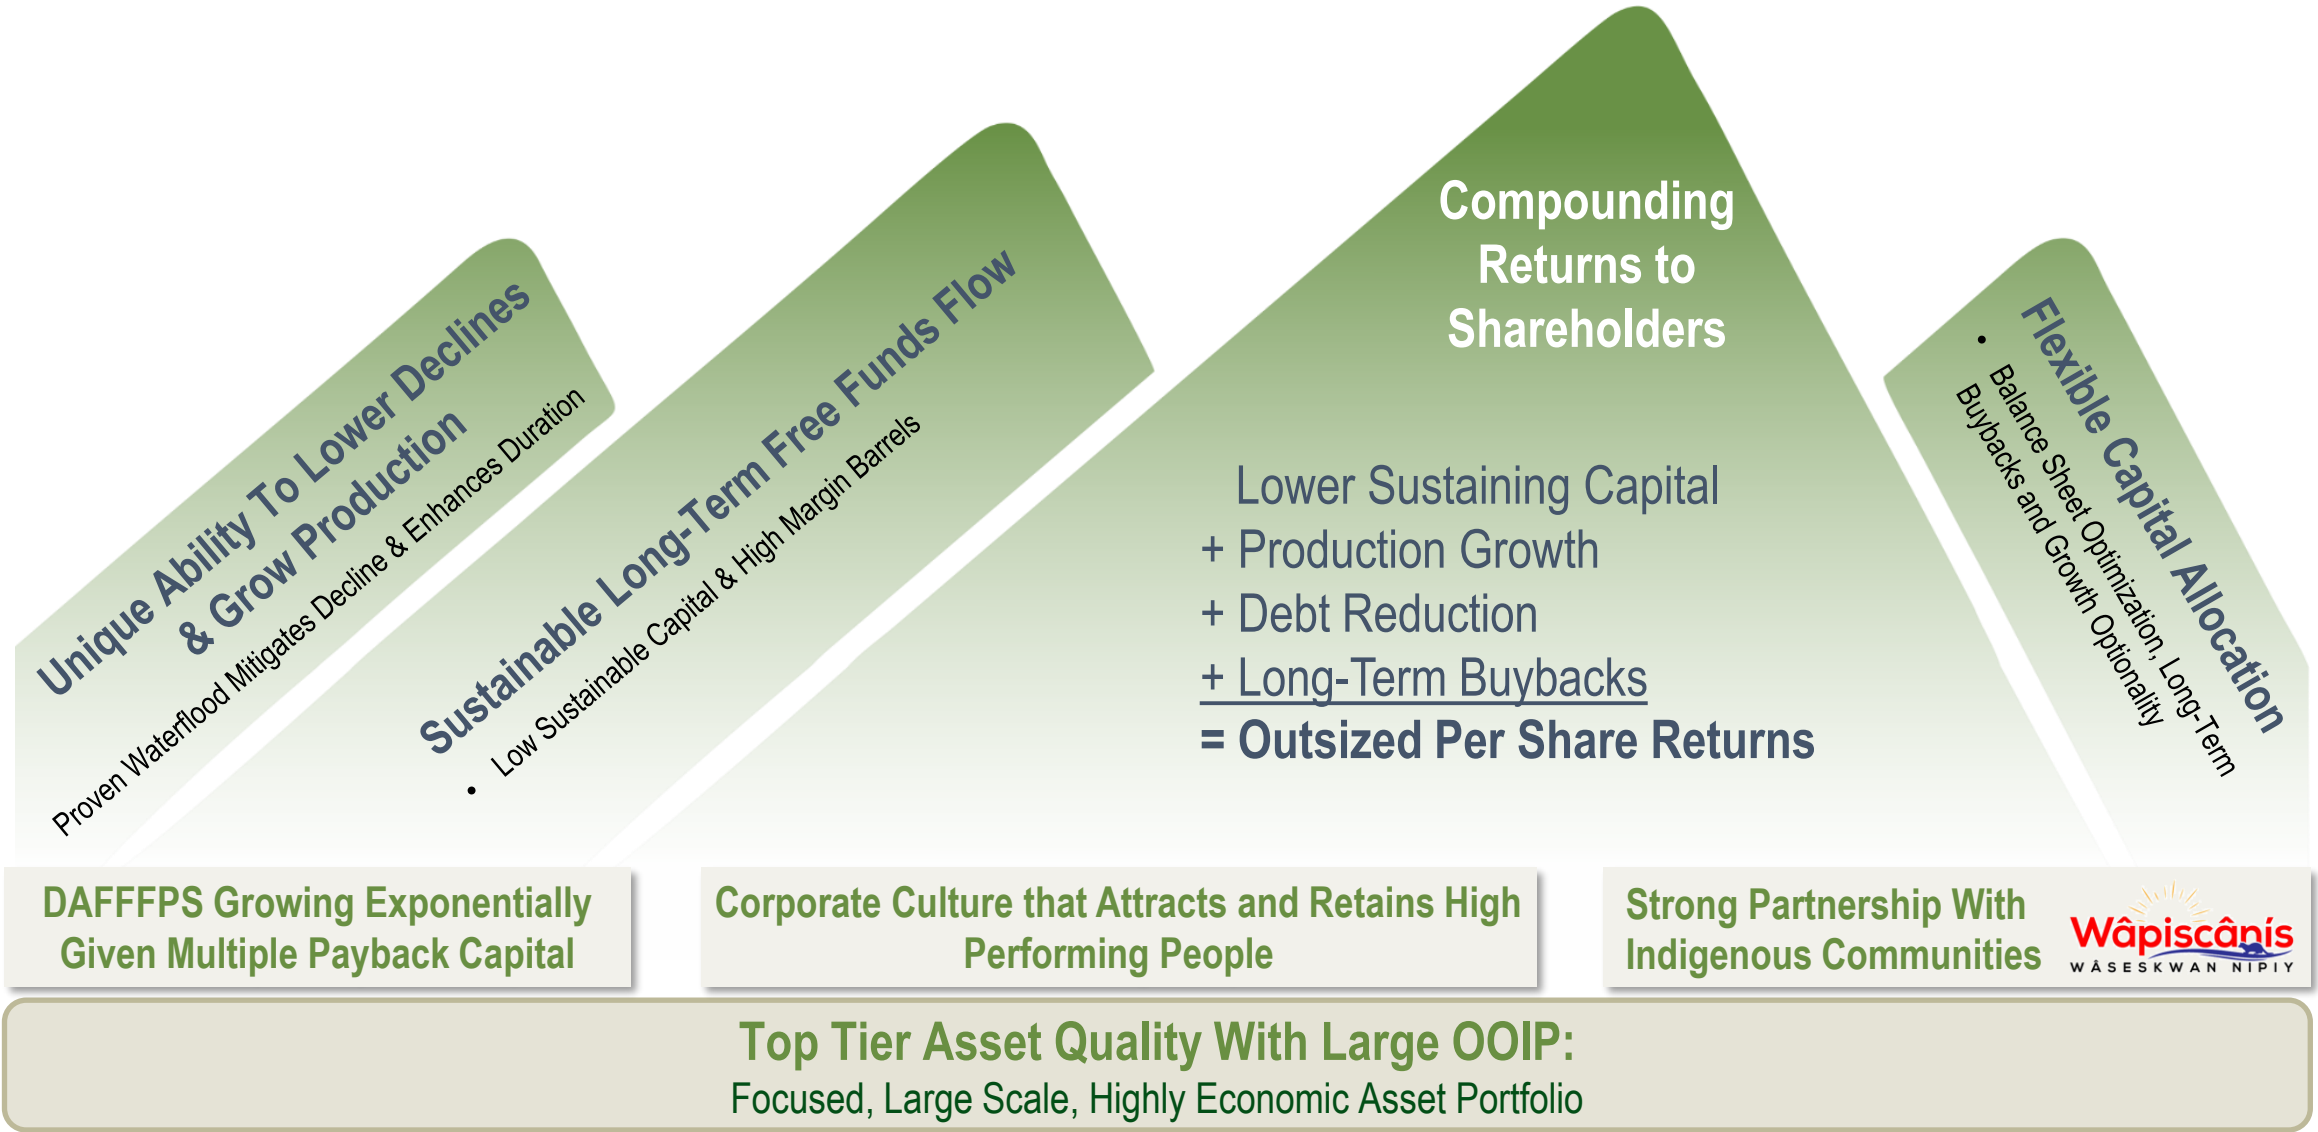 Unique Ability To Lower Declines
& Grow Production
Proven Waterflood Mitigates Decline & Enhances Duration
Sustainable Long-Term Free Funds Flow
• Low Sustainable Capital & High Margin Barrels
Compounding
Returns to
Shareholders
Lower Sustaining Capital
+ Production Growth
+ Debt Reduction
+ Long-Term Buybacks
= Outsized Per Share Returns
Flexible Capital Allocation
• Balance Sheet Optimization, Long-Term
Buybacks and Growth Optionality
DAFFFPS Growing Exponentially
Given Multiple Payback Capital
Corporate Culture that Attracts and Retains High
Performing People
Strong Partnership With
Indigenous Communities
Wâpiscânís
WÂSESKWAN NIPIY
Top Tier Asset Quality With Large OOIP:
Focused, Large Scale, Highly Economic Asset Portfolio